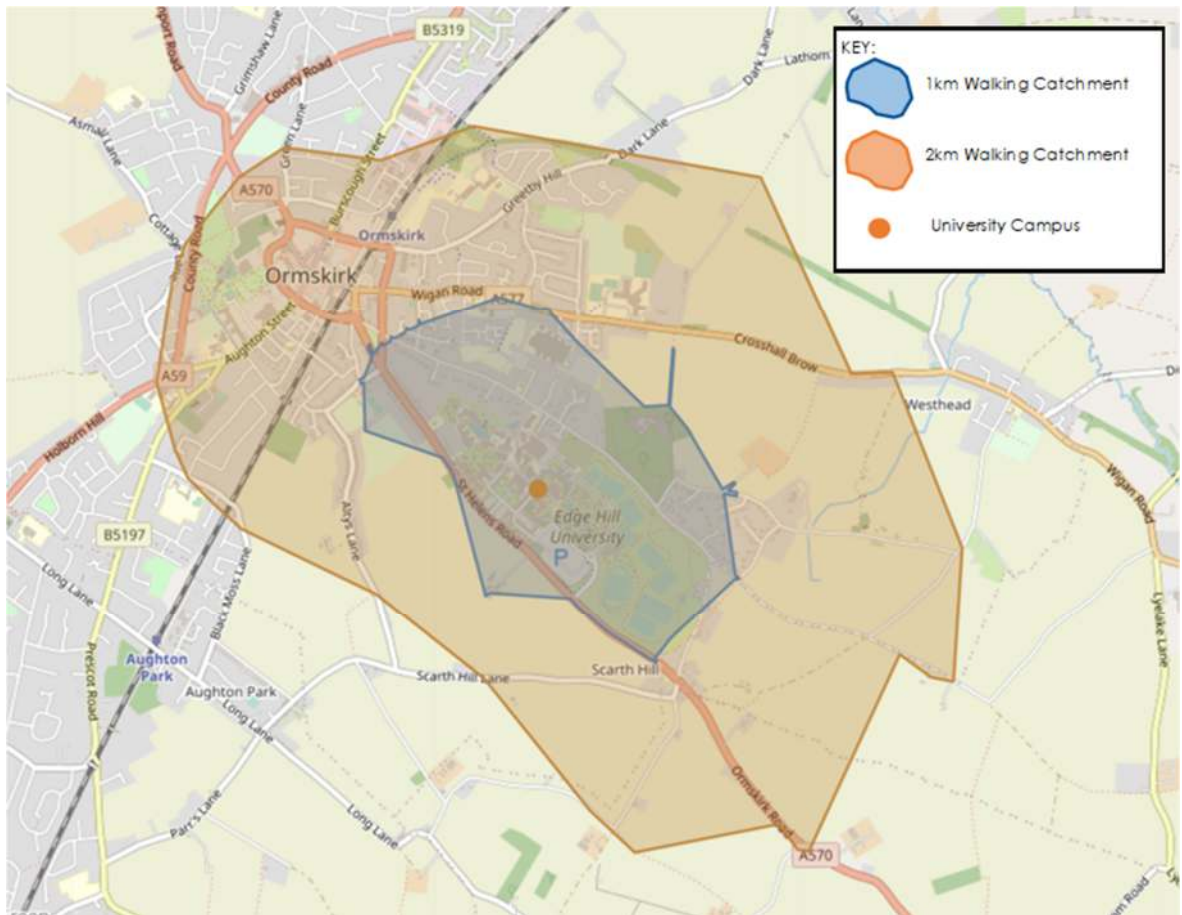 KEY:
1km Walking Catchment
2km Walking Catchment
University Campus
B5319
Grimshaw Lane
County Road
Dark Lane
Asmall Lane
Green Lane
Burscough Street
Dark Lane
A570
Greetby Hill
Cottage
County Road
Ormskirk
Ormskirk
Wigan Road
A577
Aughton Street
Crosshall Brow
A59
Westhead
Holborn Hill
Wigan Road
St Helens Road
Edge Hill
University
P
B5197
Altys Lane
Long Lane
Black Moss Lane
Lyelake Lane
Aughton
Park
Prescot Road
Scarth Hill
Scarth Hill Lane
Aughton Park
Long Lane
Ormskirk Road
Parr's Lane
Long Lane
A570